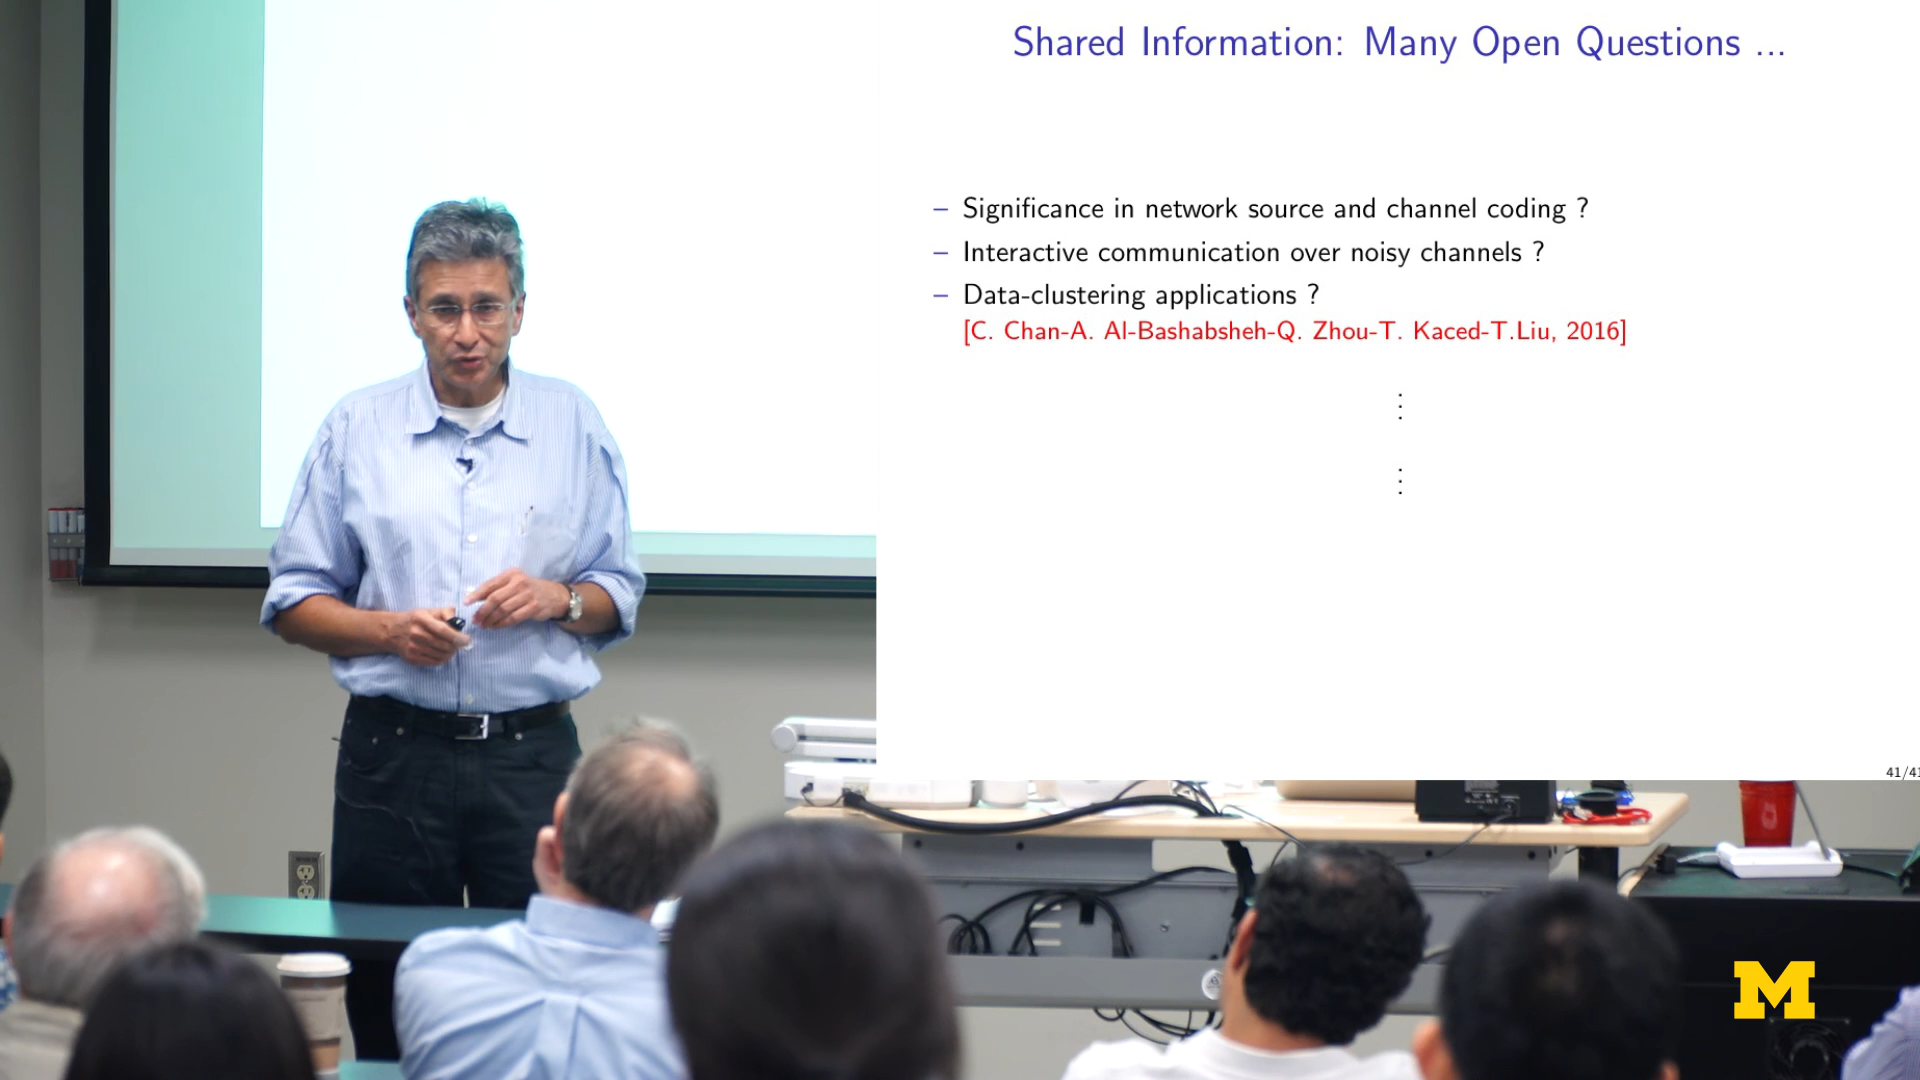 Shared Information: Many Open Questions ...
– Significance in network source and channel coding ?
– Interactive communication over noisy channels ?
– Data-clustering applications ?
[C. Chan-A. Al-Bashabsheh-Q. Zhou-T. Kaced-T.Liu, 2016]
⋮
⋮
41/41
M